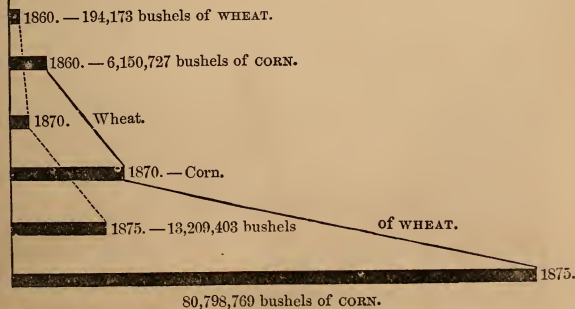 1860. — 194,173 bushels of WHEAT.
1860. — 6,150,727 bushels of CORN.
1870. Wheat.
1870. — Corn.
1875. — 13,209,403 bushels of WHEAT.
1875.
80,798,769 bushels of CORN.